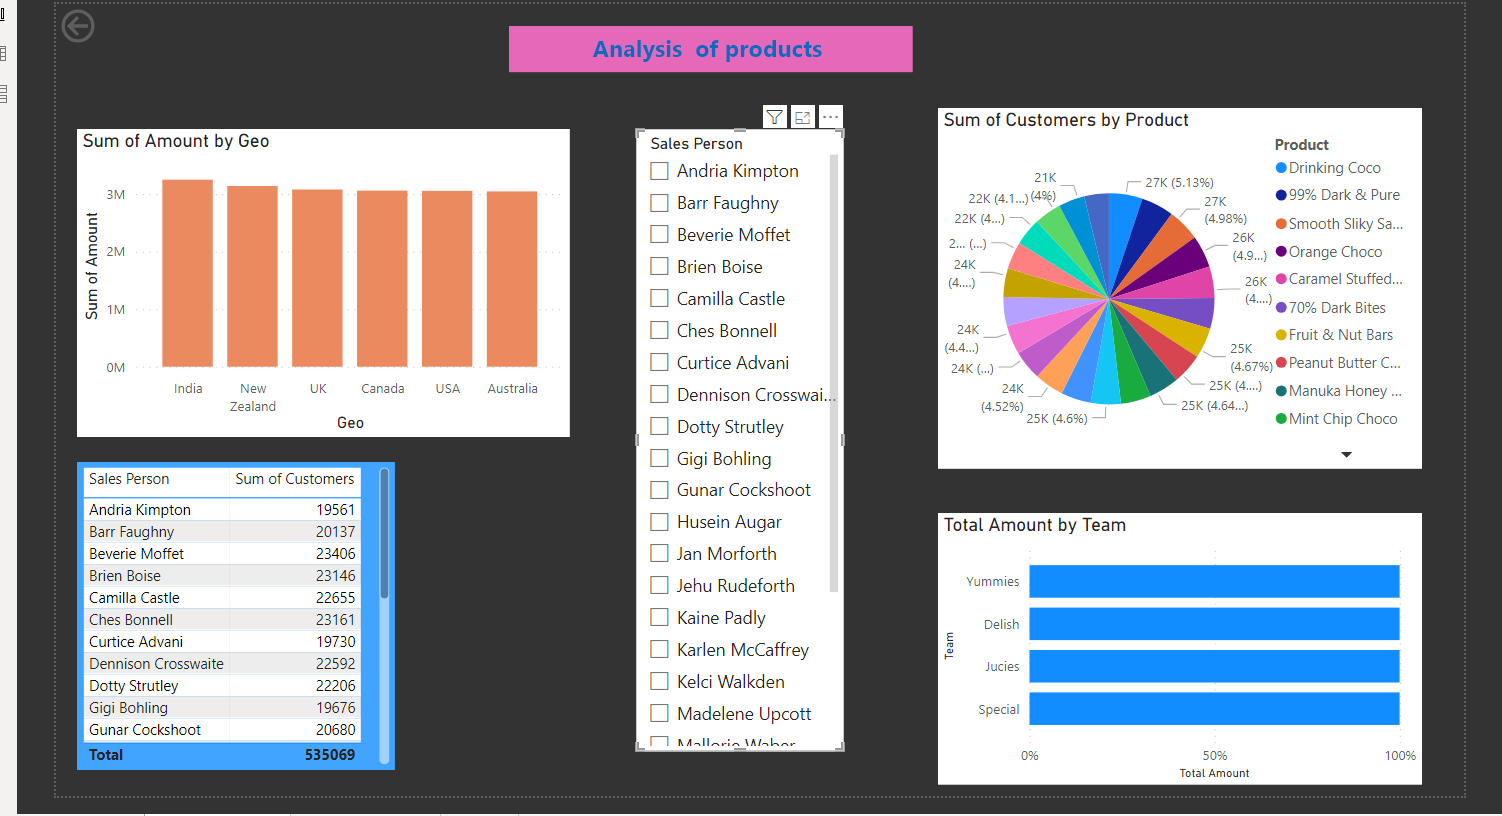 Analysis of products
Sum of Amount by Geo
Sum of Amount
3M
2M
1M
0M
India
New Zealand
UK
Canada
USA
Australia
Geo
Sales Person Sum of Customers
Andria Kimpton 19561
Barr Faughny 20137
Beverie Moffet 23406
Brien Boise 23146
Camilla Castle 22655
Ches Bonnell 23161
Curtice Advani 19730
Dennison Crosswaite 22592
Dotty Strutley 22206
Gigi Bohling 19676
Gunar Cockshoot 20680
Total 535069
Sales Person
Andria Kimpton
Barr Faughny
Beverie Moffet
Brien Boise
Camilla Castle
Ches Bonnell
Curtice Advani
Dennison Crosswai...
Dotty Strutley
Gigi Bohling
Gunar Cockshoot
Husein Augar
Jan Morforth
Jehu Rudeforth
Kaine Padly
Karlen McCaffrey
Kelci Walkden
Madelene Upcott
Mallorie Waber
Sum of Customers by Product
27K (5.13%)
27K
(4.98%)
26K
(4.9...)
26K
(4....)
25K
(4.67%)
25K (4....)
25K (4.64...)
25K (4.6%)
24K
(4.52%)
24K (...)
24K
(4.4...)
24K
(4....)
2... (...)
22K (4...)
22K (4.1...)
21K
(4%)
Product
Drinking Coco
99% Dark & Pure
Smooth Sliky Sa...
Orange Choco
Caramel Stuffed...
70% Dark Bites
Fruit & Nut Bars
Peanut Butter C...
Manuka Honey ...
Mint Chip Choco
Total Amount by Team
Team
Yummies
Delish
Jucies
Special
0% 50% 100%
Total Amount